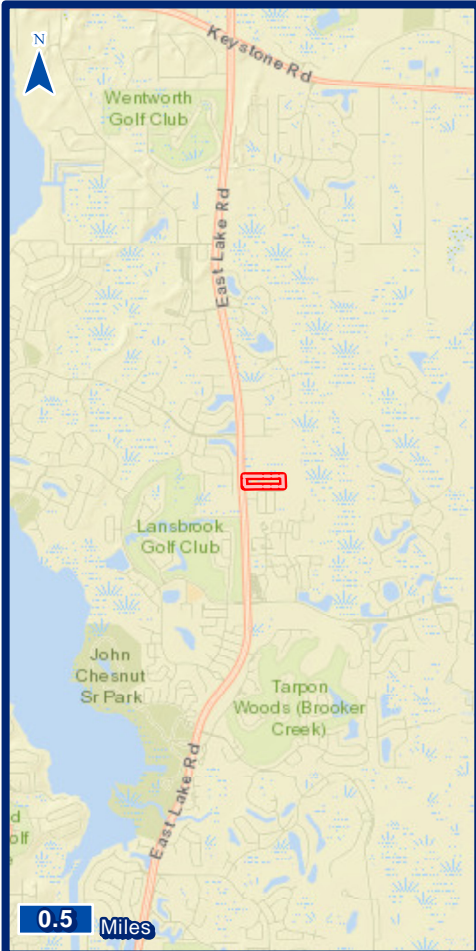 N
Keystone Rd
Wentworth
Golf Club
East Lake Rd
Lansbrook
Golf Club
John
Chesnut
Sr Park
Tarpon
Woods (Brooker
Creek)
East Lake Rd
d
olf
0.5 Miles